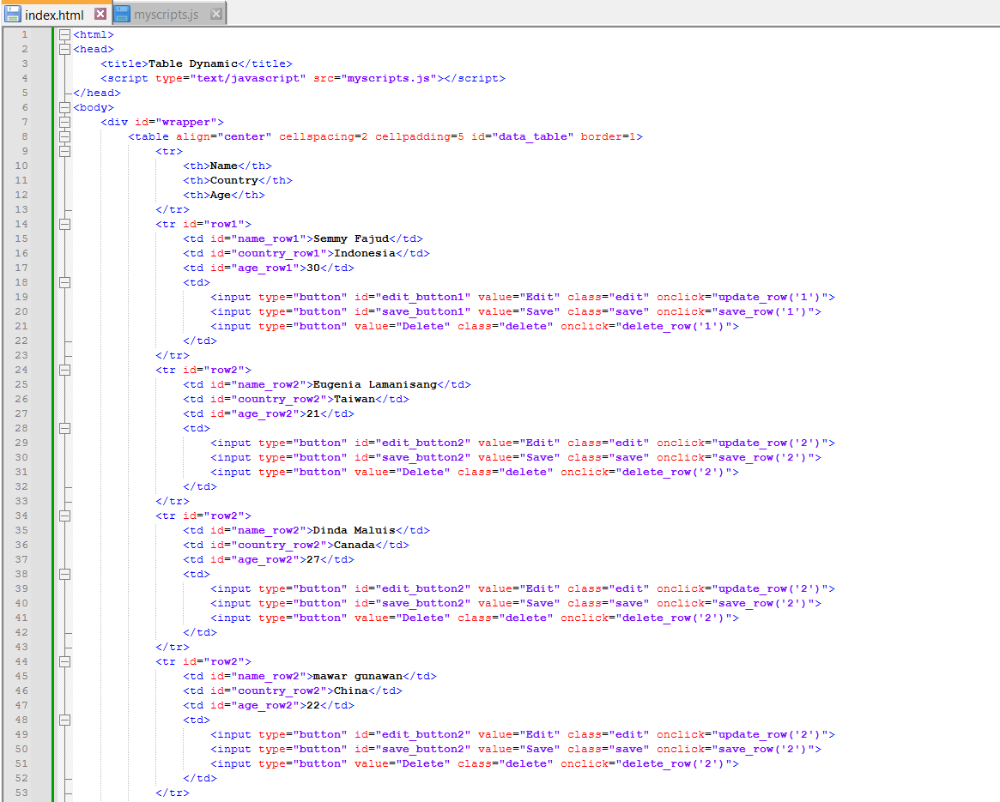 index.html myscripts.js
1 <html>
2 <head>
3 <title>Table Dynamic</title>
4 <script type="text/javascript" src="myscripts.js"></script>
5 </head>
6 <body>
7 <div id="wrapper">
8 <table align="center" cellspacing=2 cellpadding=5 id="data_table" border=1>
9 <tr>
10 <th>Name</th>
11 <th>Country</th>
12 <th>Age</th>
13 </tr>
14 <tr id="row1">
15 <td id="name_row1">Semmy Fajud</td>
16 <td id="country_row1">Indonesia</td>
17 <td id="age_row1">30</td>
18 <td>
19 <input type="button" id="edit_button1" value="Edit" class="edit" onclick="update_row('1')">
20 <input type="button" id="save_button1" value="Save" class="save" onclick="save_row('1')">
21 <input type="button" value="Delete" class="delete" onclick="delete_row('1')">
22 </td>
23 </tr>
24 <tr id="row2">
25 <td id="name_row2">Eugenia Lamanisang</td>
26 <td id="country_row2">Taiwan</td>
27 <td id="age_row2">21</td>
28 <td>
29 <input type="button" id="edit_button2" value="Edit" class="edit" onclick="update_row('2')">
30 <input type="button" id="save_button2" value="Save" class="save" onclick="save_row('2')">
31 <input type="button" value="Delete" class="delete" onclick="delete_row('2')">
32 </td>
33 </tr>
34 <tr id="row2">
35 <td id="name_row2">Dinda Maluis</td>
36 <td id="country_row2">Canada</td>
37 <td id="age_row2">27</td>
38 <td>
39 <input type="button" id="edit_button2" value="Edit" class="edit" onclick="update_row('2')">
40 <input type="button" id="save_button2" value="Save" class="save" onclick="save_row('2')">
41 <input type="button" value="Delete" class="delete" onclick="delete_row('2')">
42 </td>
43 </tr>
44 <tr id="row2">
45 <td id="name_row2">mawar gunawan</td>
46 <td id="country_row2">China</td>
47 <td id="age_row2">22</td>
48 <td>
49 <input type="button" id="edit_button2" value="Edit" class="edit" onclick="update_row('2')">
50 <input type="button" id="save_button2" value="Save" class="save" onclick="save_row('2')">
51 <input type="button" value="Delete" class="delete" onclick="delete_row('2')">
52 </td>
53 </tr>